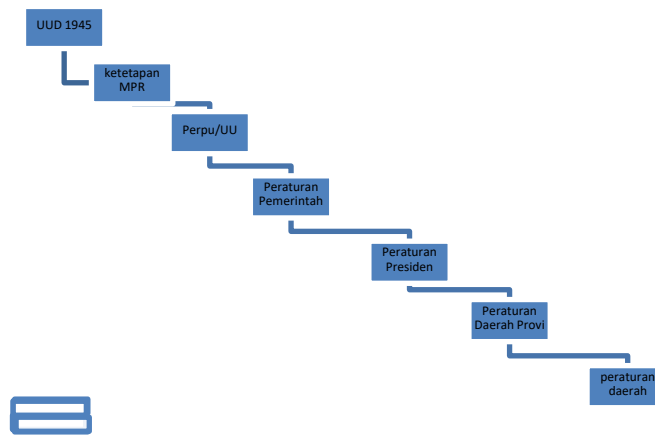 UUD 1945
ketetapan
MPR
Perpu/UU
Peraturan
Pemerintah
Peraturan
Presiden
Peraturan
Daerah Provi
peraturan
daerah